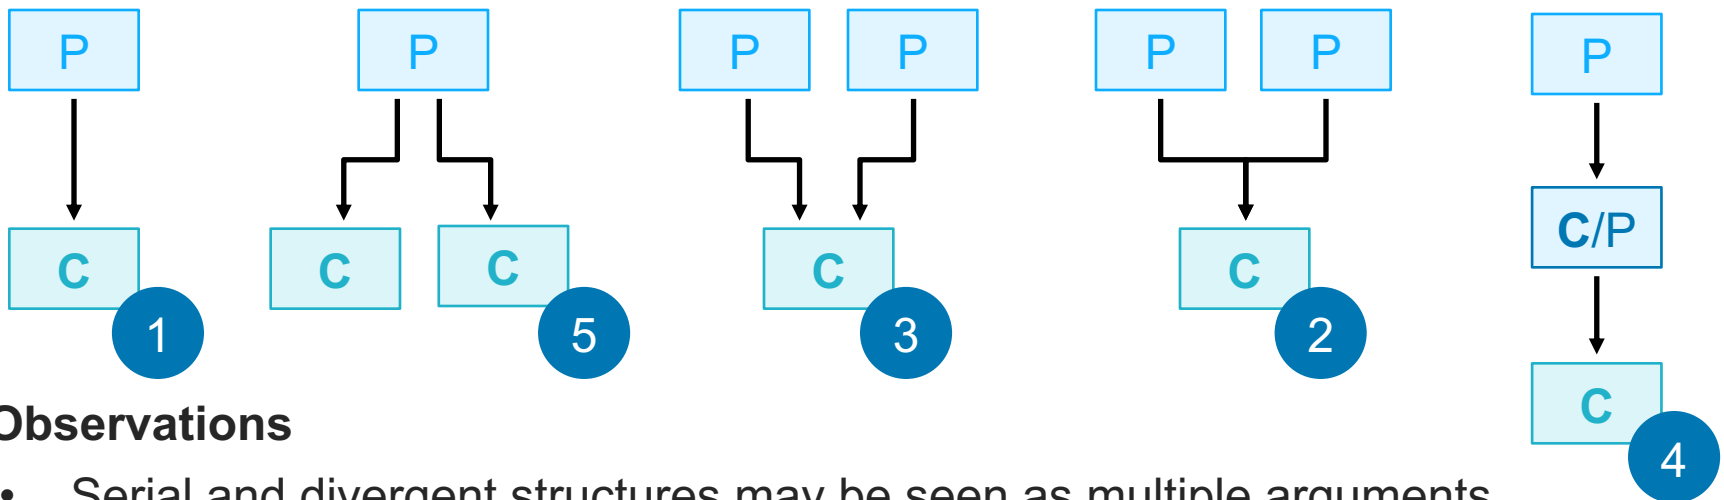 P P P P P P P
C/P
C C C C C
1 5 3 2
C
4
Observations
• Serial and divergent structures may be seen as multiple arguments